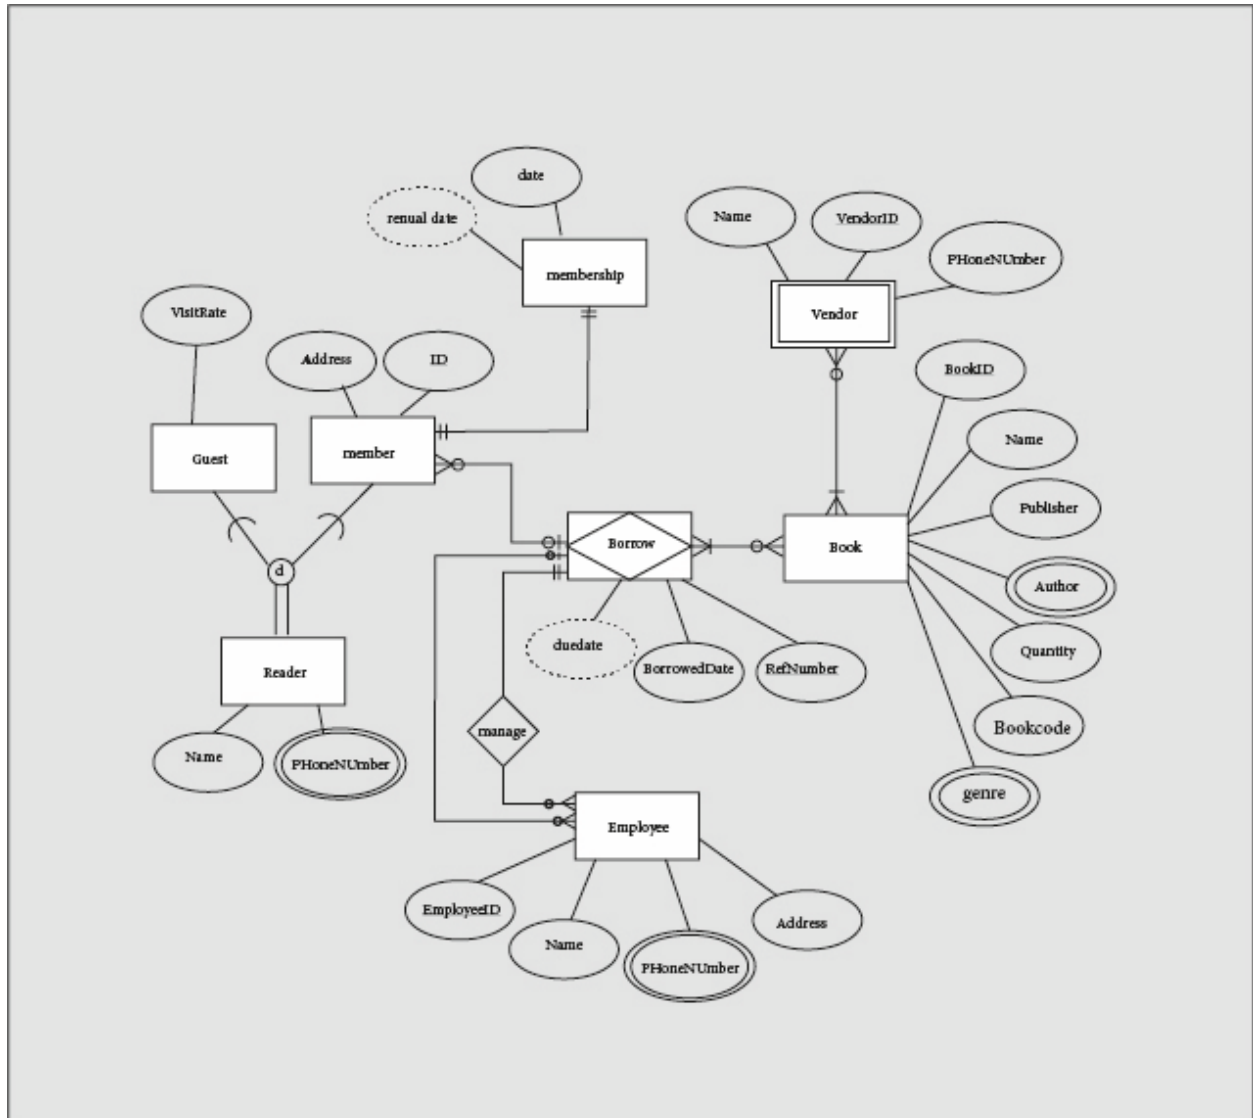 date
renual date
Name
VendorID
PHoneNUmber
membership
VisitRate
Vendor
Address
ID
BookID
Guest
member
Name
Publisher
Borrow
Book
d
Author
duedate
BorrowedDate
RefNumber
Quantity
Reader
Bookcode
manage
Name
PHoneNUmber
genre
Employee
EmployeeID
Name
PHoneNUmber
Address